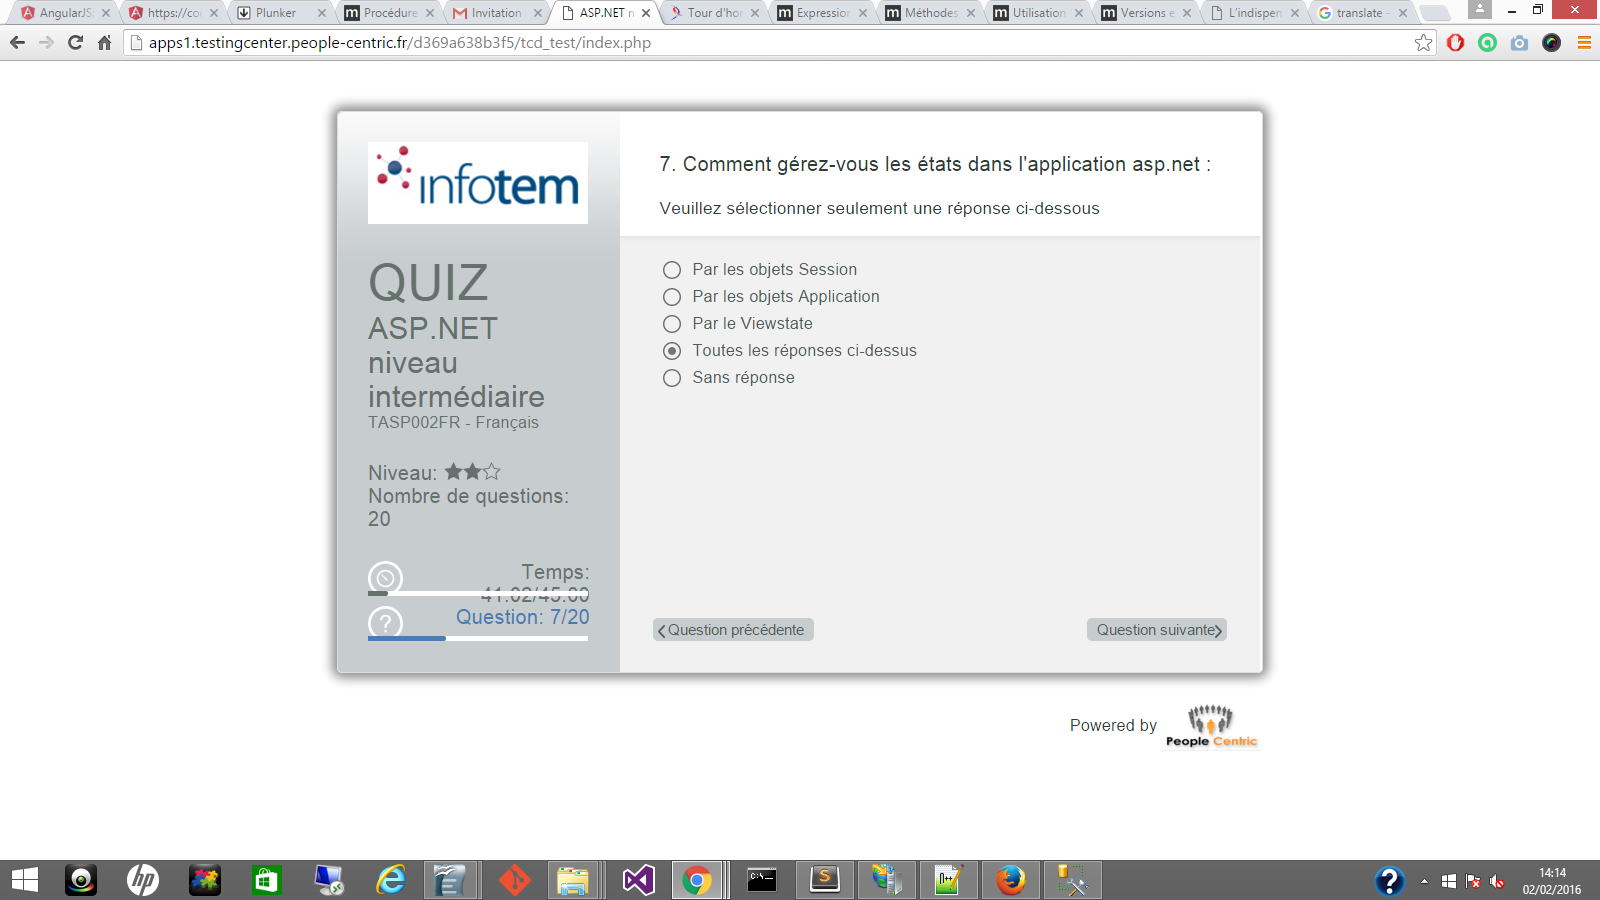 AngularJS:
https://co
Plunker
Procédure
Invitation
ASP.NET n
Tour d'hor
Expression
Méthodes
Utilisation
Versions e
L'indispen
translate -
apps1.testingcenter.people-centric.fr/d369a638b3f5/tcd_test/index.php
infotem
QUIZ
ASP.NET
niveau
intermédiaire
TASP002FR - Français
Niveau:
Nombre de questions:
20
Temps:
41:02/45:00
Question: 7/20
7. Comment gérez-vous les états dans l'application asp.net :
Veuillez sélectionner seulement une réponse ci-dessous
Par les objets Session
Par les objets Application
Par le Viewstate
Toutes les réponses ci-dessus
Sans réponse
Question précédente
Question suivante
Powered by
People Centric
14:14
02/02/2016